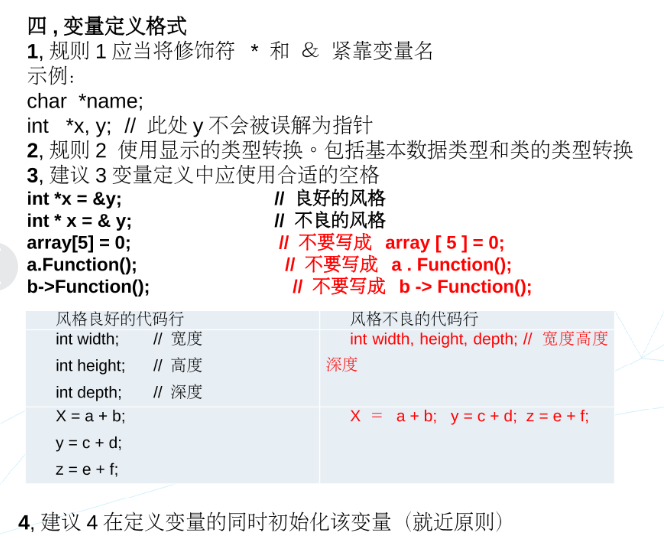 四 , 变量定义格式
1, 规则 1 应当将修饰符 * 和 & 紧靠变量名
示例:
char *name;
int *x, y; // 此处 y 不会被误解为指针
2, 规则 2 使用显示的类型转换。包括基本数据类型和类的类型转换
3, 建议 3 变量定义中应使用合适的空格
int *x = &y; // 良好的风格
int * x = & y; // 不良的风格
array[5] = 0; // 不要写成 array [ 5 ] = 0;
a.Function(); // 不要写成 a . Function();
b->Function(); // 不要写成 b -> Function();
风格良好的代码行 风格不良的代码行
int width; // 宽度 int width, height, depth; // 宽度高度
int height; // 高度 深度
int depth; // 深度
X = a + b; X = a + b; y = c + d; z = e + f;
y = c + d;
z = e + f;
4, 建议 4 在定义变量的同时初始化该变量（就近原则）